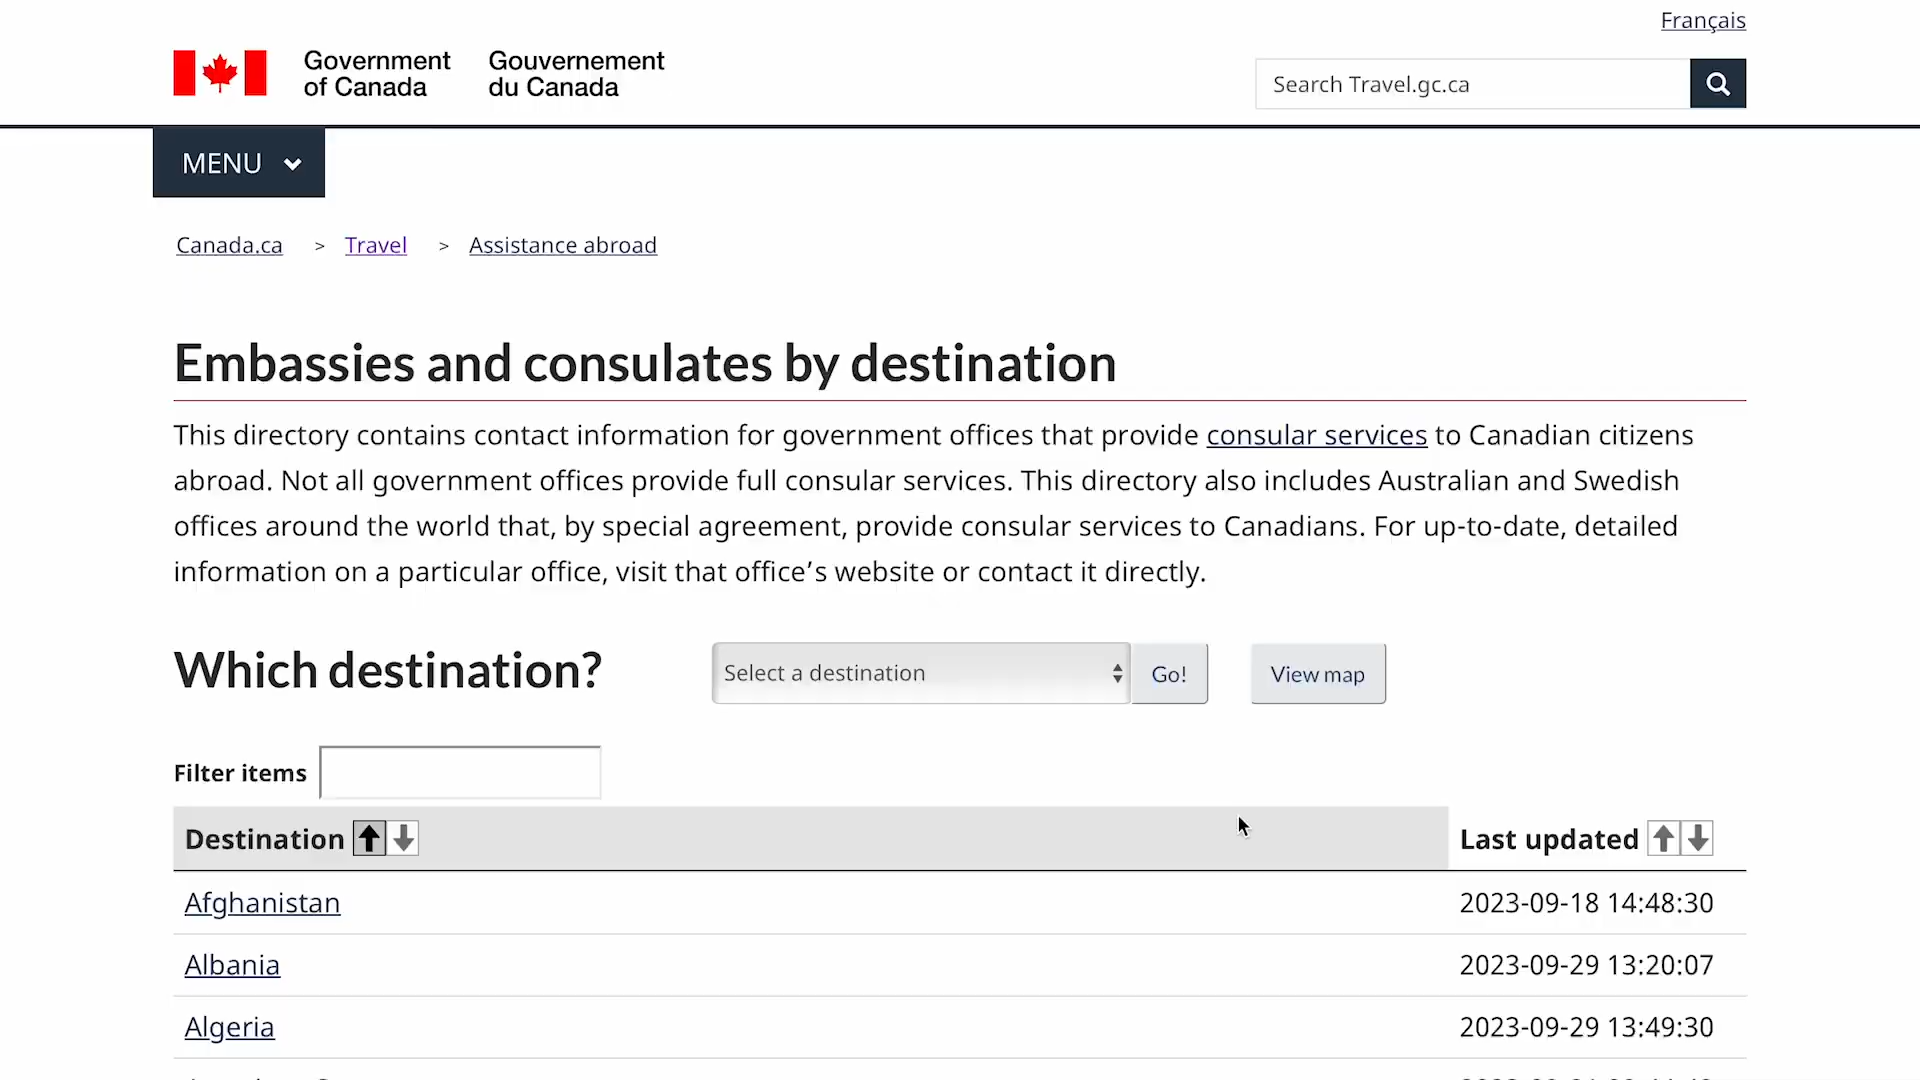 Français
Government of Canada
Gouvernement du Canada
Search Travel.gc.ca
MENU
Canada.ca > Travel > Assistance abroad
Embassies and consulates by destination
This directory contains contact information for government offices that provide consular services to Canadian citizens
abroad. Not all government offices provide full consular services. This directory also includes Australian and Swedish
offices around the world that, by special agreement, provide consular services to Canadians. For up-to-date, detailed
information on a particular office, visit that office’s website or contact it directly.
Which destination? Select a destination Go! View map
Filter items
Destination Last updated
Afghanistan 2023-09-18 14:48:30
Albania 2023-09-29 13:20:07
Algeria 2023-09-29 13:49:30